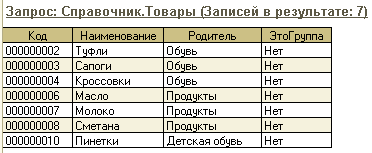 Запрос: Справочник.Товары (Записей в результате: 7)
Код Наименование Родитель ЭтоГруппа
000000002 Туфли Обувь Нет
000000003 Сапоги Обувь Нет
000000004 Кроссовки Обувь Нет
000000006 Масло Продукты Нет
000000007 Молоко Продукты Нет
000000008 Сметана Продукты Нет
000000010 Пинетки Детская обувь Нет